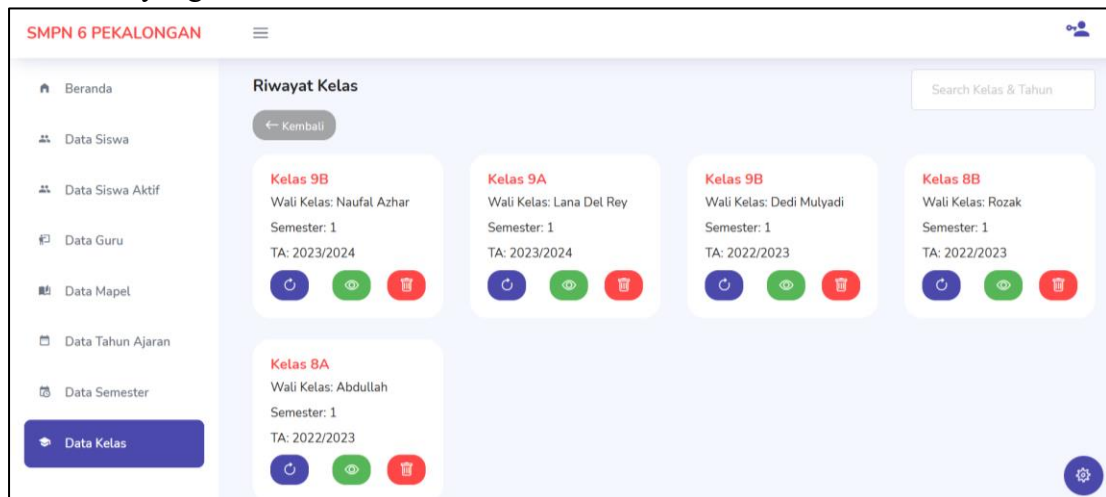 SMPN 6 PEKALONGAN
Beranda
Data Siswa
Data Siswa Aktif
Data Guru
Data Mapel
Data Tahun Ajaran
Data Semester
Data Kelas
Riwayat Kelas
Search Kelas & Tahun
← Kembali
Kelas 9B
Wali Kelas: Naufal Azhar
Semester: 1
TA: 2023/2024
Kelas 9A
Wali Kelas: Lana Del Rey
Semester: 1
TA: 2023/2024
Kelas 9B
Wali Kelas: Dedi Mulyadi
Semester: 1
TA: 2022/2023
Kelas 8B
Wali Kelas: Rozak
Semester: 1
TA: 2022/2023
Kelas 8A
Wali Kelas: Abdullah
Semester: 1
TA: 2022/2023